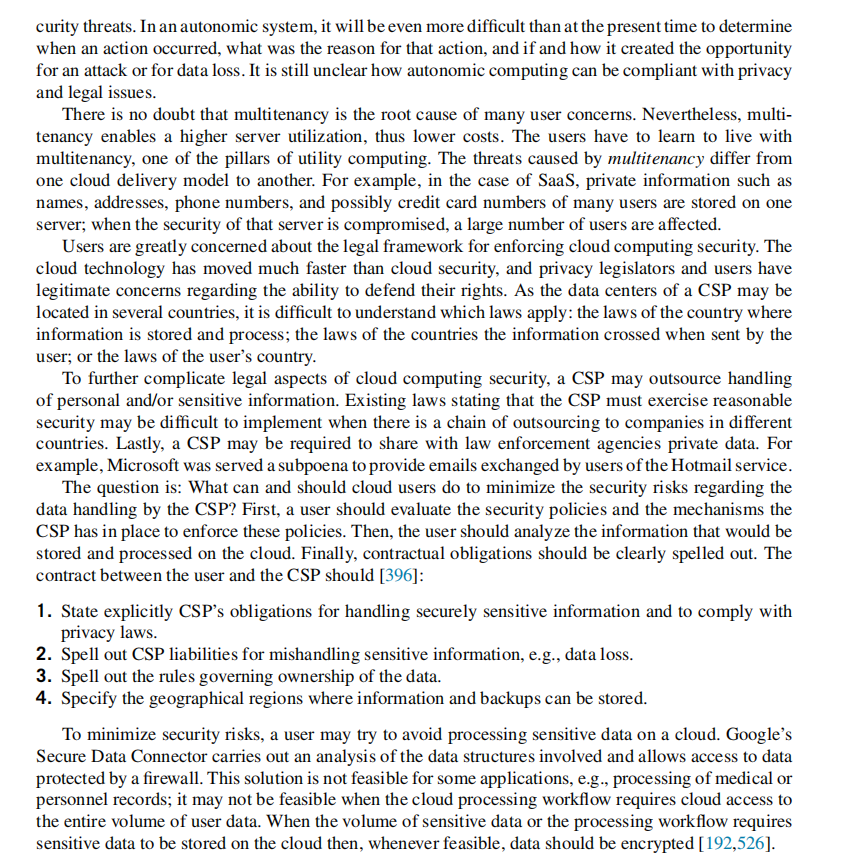 curity threats. In an autonomic system, it will be even more difficult than at the present time to determine
when an action occurred, what was the reason for that action, and if and how it created the opportunity
for an attack or for data loss. It is still unclear how autonomic computing can be compliant with privacy
and legal issues.
There is no doubt that multitenancy is the root cause of many user concerns. Nevertheless, multi-
tenancy enables a higher server utilization, thus lower costs. The users have to learn to live with
multitenancy, one of the pillars of utility computing. The threats caused by multitenancy differ from
one cloud delivery model to another. For example, in the case of SaaS, private information such as
names, addresses, phone numbers, and possibly credit card numbers of many users are stored on one
server; when the security of that server is compromised, a large number of users are affected.
Users are greatly concerned about the legal framework for enforcing cloud computing security. The
cloud technology has moved much faster than cloud security, and privacy legislators and users have
legitimate concerns regarding the ability to defend their rights. As the data centers of a CSP may be
located in several countries, it is difficult to understand which laws apply: the laws of the country where
information is stored and process; the laws of the countries the information crossed when sent by the
user; or the laws of the user's country.
To further complicate legal aspects of cloud computing security, a CSP may outsource handling
of personal and/or sensitive information. Existing laws stating that the CSP must exercise reasonable
security may be difficult to implement when there is a chain of outsourcing to companies in different
countries. Lastly, a CSP may be required to share with law enforcement agencies private data. For
example, Microsoft was served a subpoena to provide emails exchanged by users of the Hotmail service.
The question is: What can and should cloud users do to minimize the security risks regarding the
data handling by the CSP? First, a user should evaluate the security policies and the mechanisms the
CSP has in place to enforce these policies. Then, the user should analyze the information that would be
stored and processed on the cloud. Finally, contractual obligations should be clearly spelled out. The
contract between the user and the CSP should [396]:
1. State explicitly CSP's obligations for handling securely sensitive information and to comply with
privacy laws.
2. Spell out CSP liabilities for mishandling sensitive information, e.g., data loss.
3. Spell out the rules governing ownership of the data.
4. Specify the geographical regions where information and backups can be stored.
To minimize security risks, a user may try to avoid processing sensitive data on a cloud. Google's
Secure Data Connector carries out an analysis of the data structures involved and allows access to data
protected by a firewall. This solution is not feasible for some applications, e.g., processing of medical or
personnel records; it may not be feasible when the cloud processing workflow requires cloud access to
the entire volume of user data. When the volume of sensitive data or the processing workflow requires
sensitive data to be stored on the cloud then, whenever feasible, data should be encrypted [192,526].